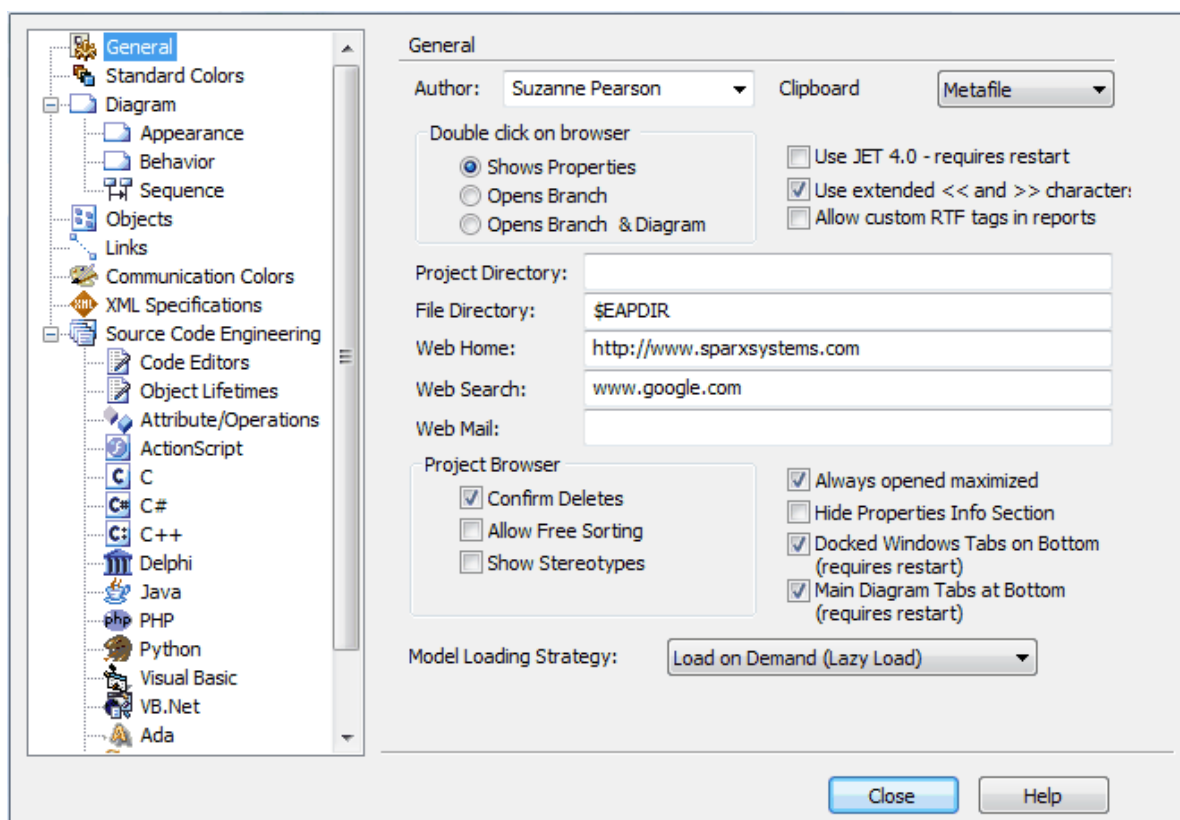 General
Standard Colors
Diagram
Appearance
Behavior
Sequence
Objects
Links
Communication Colors
XML Specifications
Source Code Engineering
Code Editors
Object Lifetimes
Attribute/Operations
ActionScript
C
C#
C++
Delphi
Java
php PHP
Python
Visual Basic
VB.Net
Ada
General
Author: Suzanne Pearson Clipboard Metafile
Double click on browser
Shows Properties
Opens Branch
Opens Branch & Diagram
Use JET 4.0 - requires restart
Use extended << and >> characters
Allow custom RTF tags in reports
Project Directory:
File Directory: $EAPDIR
Web Home: http://www.sparxsystems.com
Web Search: www.google.com
Web Mail:
Project Browser
Confirm Deletes
Allow Free Sorting
Show Stereotypes
Always opened maximized
Hide Properties Info Section
Docked Windows Tabs on Bottom
(requires restart)
Main Diagram Tabs at Bottom
(requires restart)
Model Loading Strategy: Load on Demand (Lazy Load)
Close Help